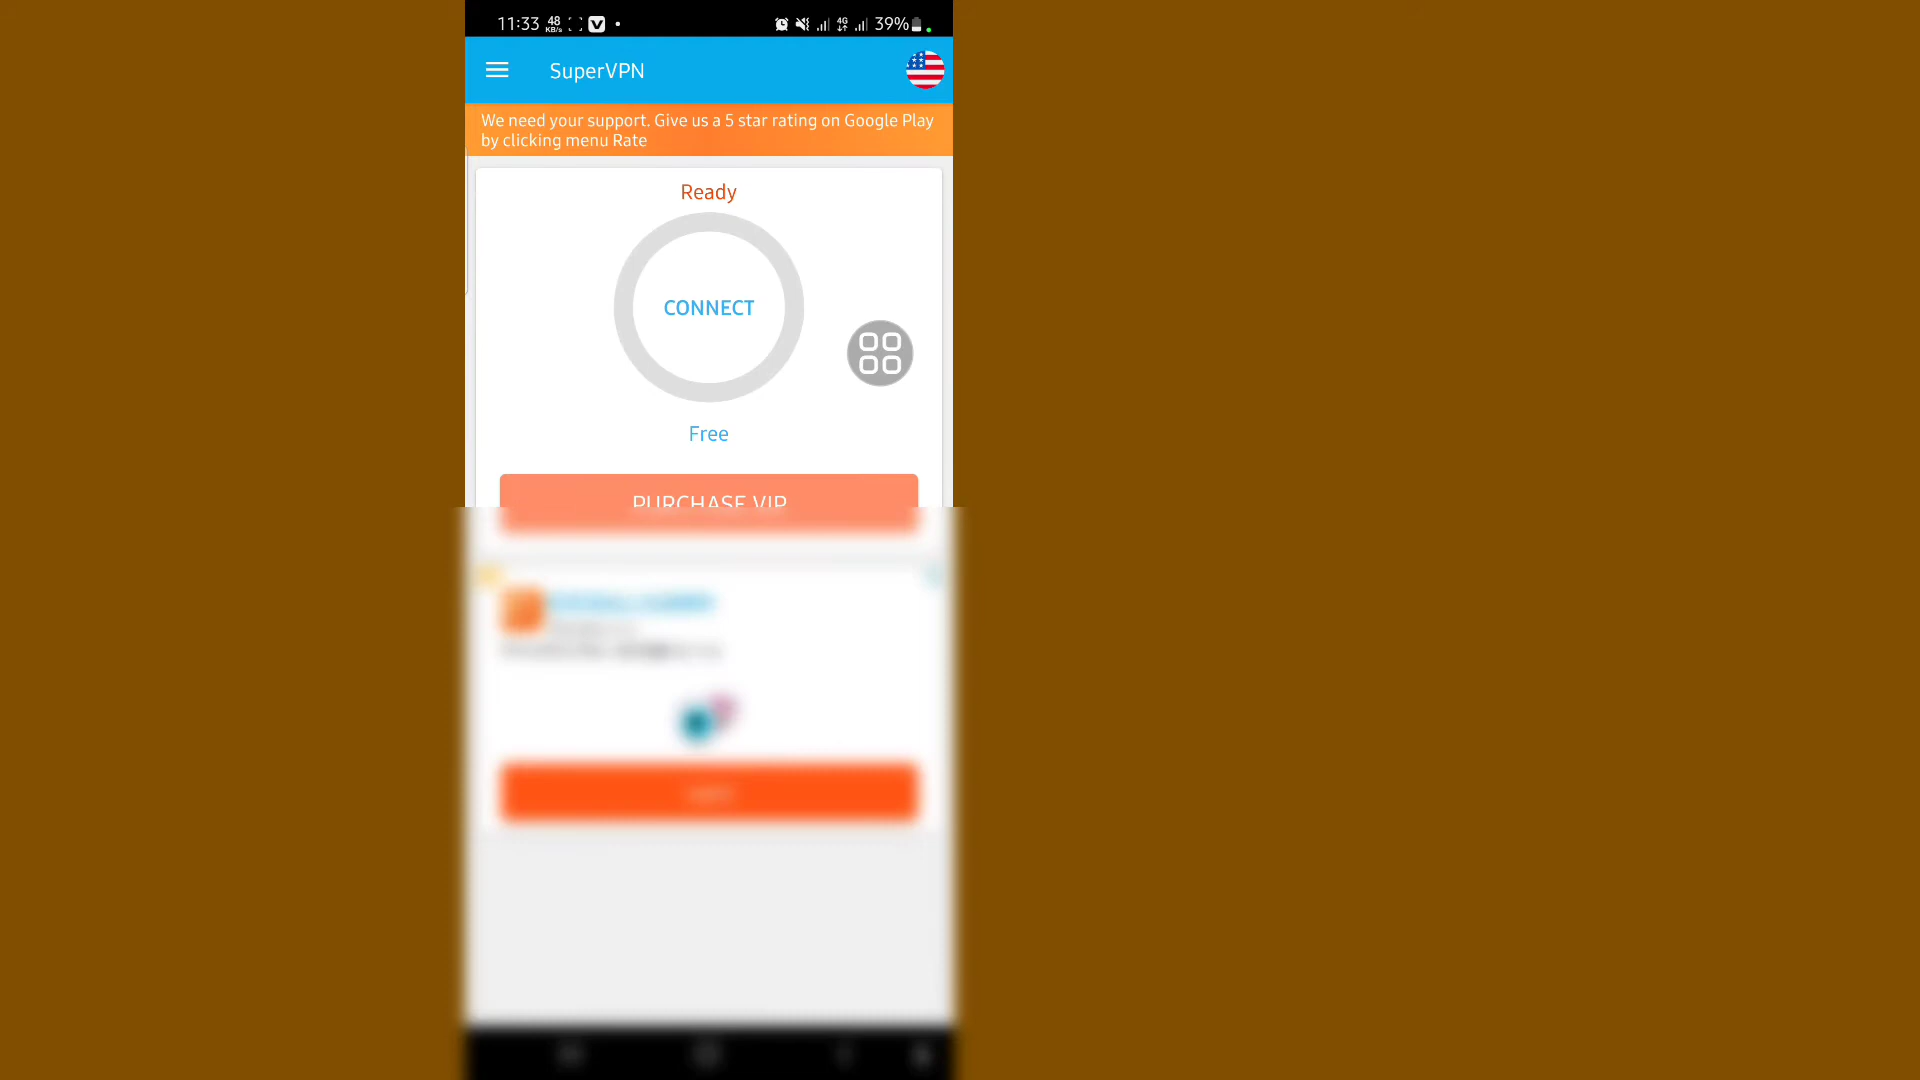 11:33 48 KB/s 4G 39%
SuperVPN
We need your support. Give us a 5 star rating on Google Play
by clicking menu Rate
Ready
CONNECT
Free
PURCHASE VIP